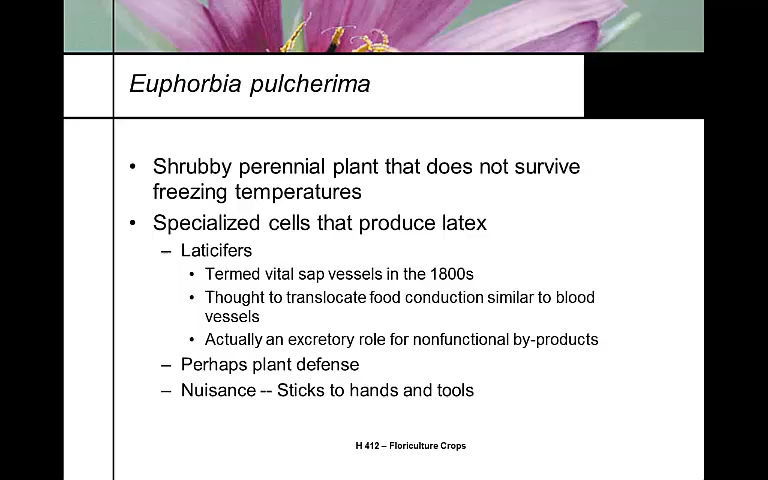 Euphorbia pulcherima
• Shrubby perennial plant that does not survive
freezing temperatures
• Specialized cells that produce latex
– Laticifers
• Termed vital sap vessels in the 1800s
• Thought to translocate food conduction similar to blood
vessels
• Actually an excretory role for nonfunctional by-products
– Perhaps plant defense
– Nuisance -- Sticks to hands and tools
H 412 – Floriculture Crops